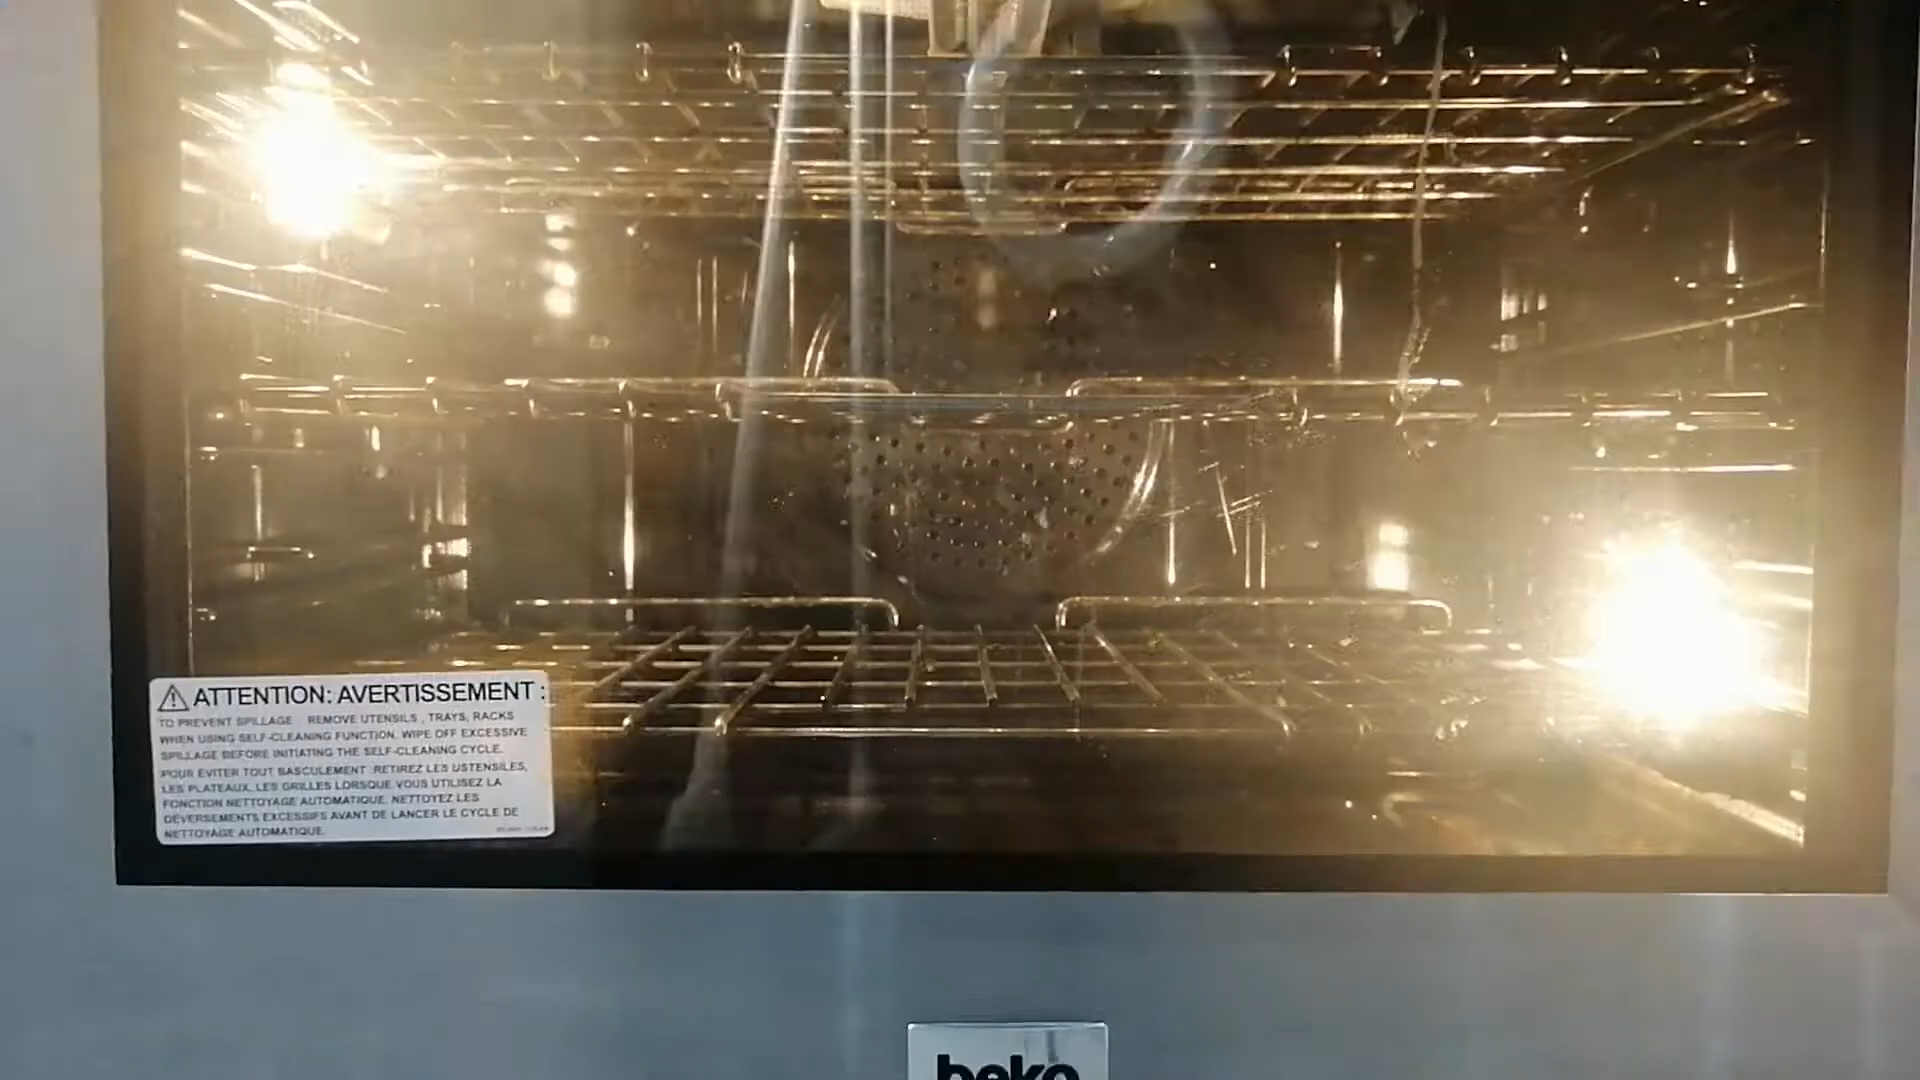 ATTENTION: AVERTISSEMENT :
TO PREVENT SPILLAGE REMOVE UTENSILS , TRAYS, RACKS
WHEN USING SELF-CLEANING FUNCTION. WIPE OFF EXCESSIVE
SPILLAGE BEFORE INITIATING THE SELF-CLEANING CYCLE.
POUR EVITER TOUT BASCULEMENT RETIREZ LES USTENSILES,
LES PLATEAUX, LES GRILLES LORSQUE VOUS UTILISEZ LA
FONCTION NETTOYAGE AUTOMATIQUE. NETTOYEZ LES
DEVERSEMENTS EXCESSIFS AVANT DE LANCER LE CYCLE DE
NETTOYAGE AUTOMATIQUE.
beko